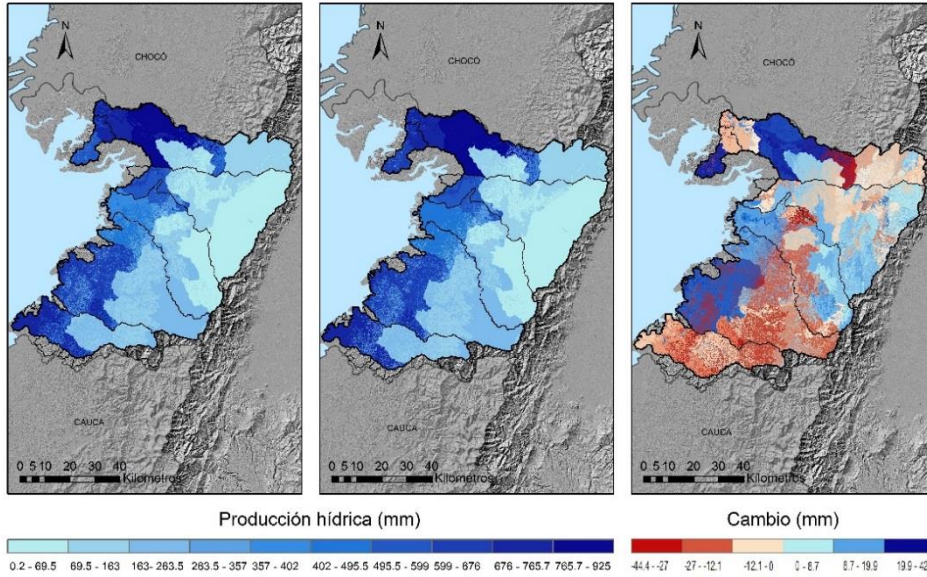 N
CHOCÓ
CAUCA
0 5 10 20 30 40
Kilometros
N
CHOCÓ
CAUCA
0 5 10 20 30 40
Kilometros
N
CHOCÓ
CAUCA
0 5 10 20 30 40
Kilometros
Producción hídrica (mm)
0.2 - 69.5 69.5 - 163 163- 263.5 263.5 - 357 357 - 402 402 - 495.5 495.5 - 599 599 - 676 676 - 765.7 765.7 - 925
Cambio (mm)
-44.4 - -27 -27 - -12.1 -12.1 - 0 0 - 8.7 8.7 - 19.9